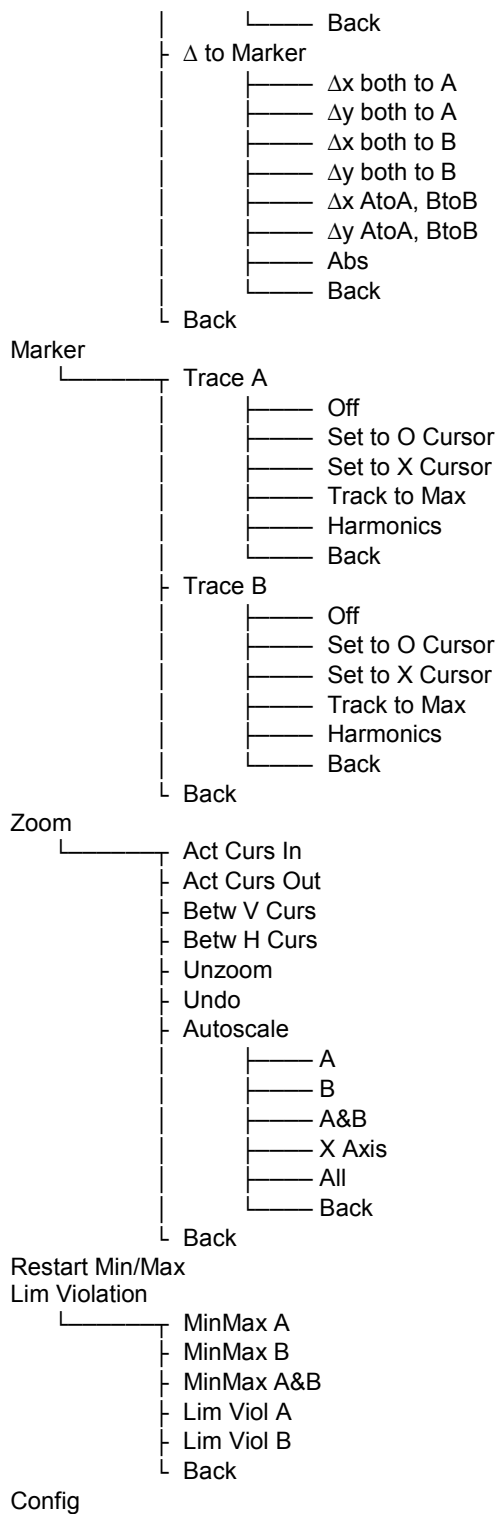 Back
Δ to Marker
Δx both to A
Δy both to A
Δx both to B
Δy both to B
Δx AtoA, BtoB
Δy AtoA, BtoB
Abs
Back
Back
Marker
Trace A
Off
Set to O Cursor
Set to X Cursor
Track to Max
Harmonics
Back
Trace B
Off
Set to O Cursor
Set to X Cursor
Track to Max
Harmonics
Back
Back
Zoom
Act Curs In
Act Curs Out
Betw V Curs
Betw H Curs
Unzoom
Undo
Autoscale
A
B
A&B
X Axis
All
Back
Back
Restart Min/Max
Lim Violation
MinMax A
MinMax B
MinMax A&B
Lim Viol A
Lim Viol B
Back
Config